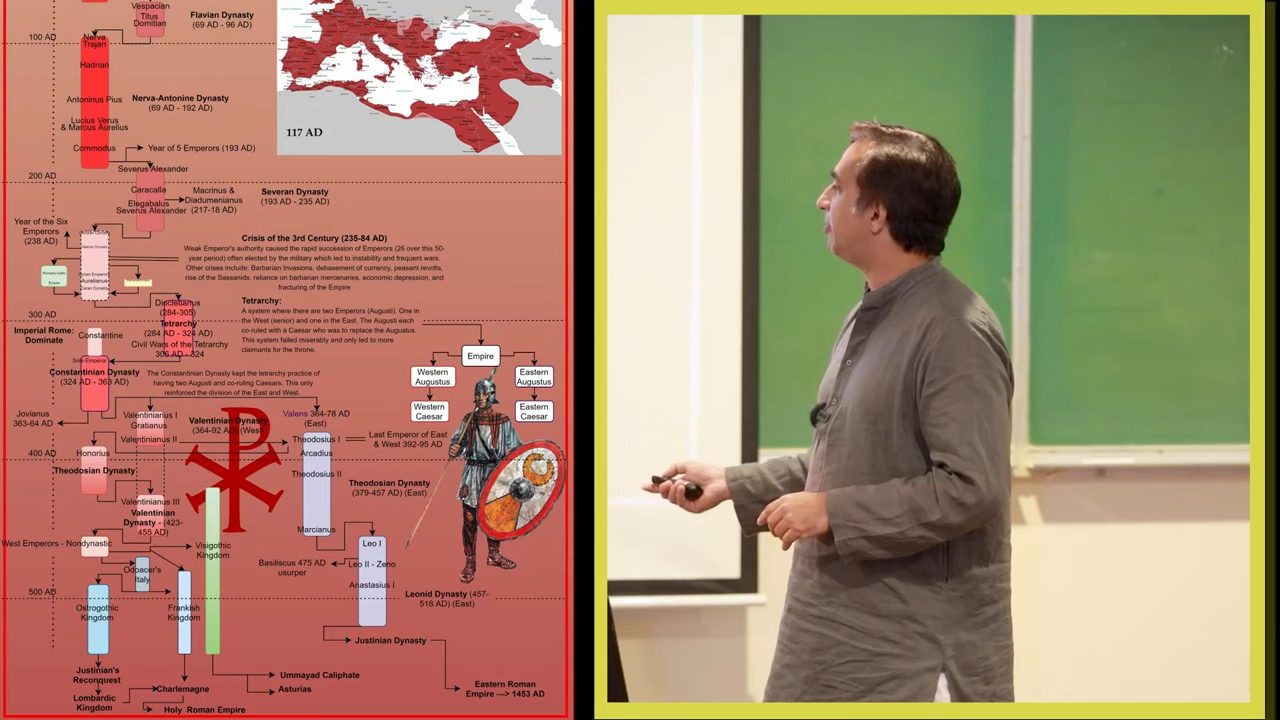 Vespacian
Titus
Domitian
Flavian Dynasty
(69 AD - 96 AD)
100 AD
Nerva
Trajan
Hadrian
Antoninus Pius
Lucius Verus
& Marcus Aurelius
Commodus
Nerva-Antonine Dynasty
(69 AD - 192 AD)
117 AD
Year of 5 Emperors (193 AD)
Severus Alexander
200 AD
Caracalla
Elegabalus
Severus Alexander
Macrinus &
Diadumenianus
(217-18 AD)
Severan Dynasty
(193 AD - 235 AD)
Year of the Six
Emperors
(238 AD)
Crisis of the 3rd Century (235-84 AD)
Weak Emperor's authority caused the rapid succession of Emperors (26 over this 50-
year period) often elected by the military which led to instability and frequent wars.
Other crises include: Barbarian Invasions, debasement of currency, peasant revolts,
rise of the Sassanids, reliance on barbarian mercenaries, economic depression, and
fracturing of the Empire
Aurelianus
Empire
Diocletianus
(284-305)
300 AD
Tetrarchy
(284 AD - 324 AD)
Civil Wars of the Tetrarchy
306 AD - 324
Tetrarchy:
A system where there are two Emperors (Augusti). One in
the West (senior) and one in the East. The Augusti each
co-ruled with a Caesar who was to replace the Augustus.
This system failed miserably and only led to more
claimants for the throne.
Imperial Rome:
Dominate
Constantine
Sole Emperor
Empire
Western
Augustus
Eastern
Augustus
Western
Caesar
Eastern
Caesar
Constantinian Dynasty
(324 AD - 363 AD)
The Constantinian Dynasty kept the tetrarchy practice of
having two Augusti and co-ruling Caesars. This only
reinforced the division of the East and West.
Jovianus
363-64 AD
Valentinianus I
Gratianus
Valentinianus II
Valentinian Dynasty
(364-92 AD) (West)
Valens 364-78 AD
(East)
Theodosius I
Last Emperor of East
& West 392-95 AD
400 AD
Honorius
Arcadius
Theodosian Dynasty
Theodosius II
Theodosian Dynasty
(379-457 AD) (East)
Valentinianus III
Valentinian
Dynasty - (423-
455 AD)
Marcianus
West Emperors - Nondynastic
Visigothic
Kingdom
Leo I
Basiliscus 475 AD
usurper
Leo II - Zeno
Odoacer's
Italy
Anastasius I
500 AD
Leonid Dynasty (457-
518 AD) (East)
Ostrogothic
Kingdom
Frankish
Kingdom
Justinian Dynasty
Justinian's
Reconquest
Ummayad Caliphate
Asturias
Charlemagne
Lombardic
Kingdom
Holy Roman Empire
Eastern Roman
Empire ---> 1453 AD